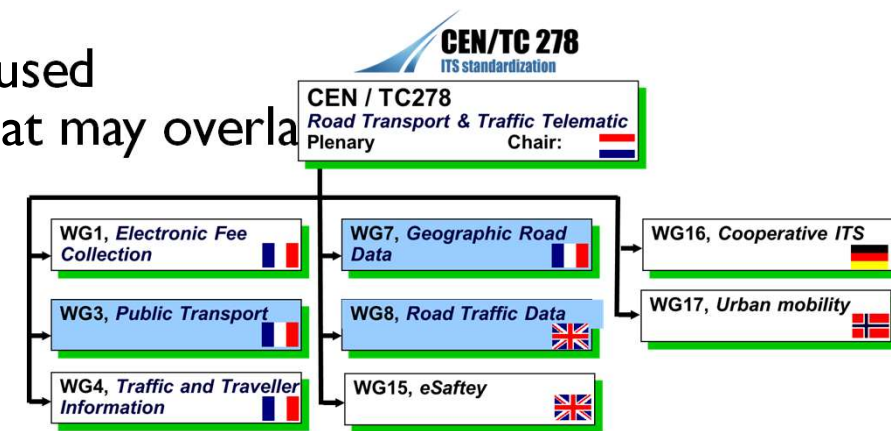 CEN/TC 278
ITS standardization
used
at may overla
CEN / TC278
Road Transport & Traffic Telematic
Plenary Chair:
WG1, Electronic Fee
Collection
WG7, Geographic Road
Data
WG16, Cooperative ITS
WG3, Public Transport
WG8, Road Traffic Data
WG17, Urban mobility
WG4, Traffic and Traveller
Information
WG15, eSaftey